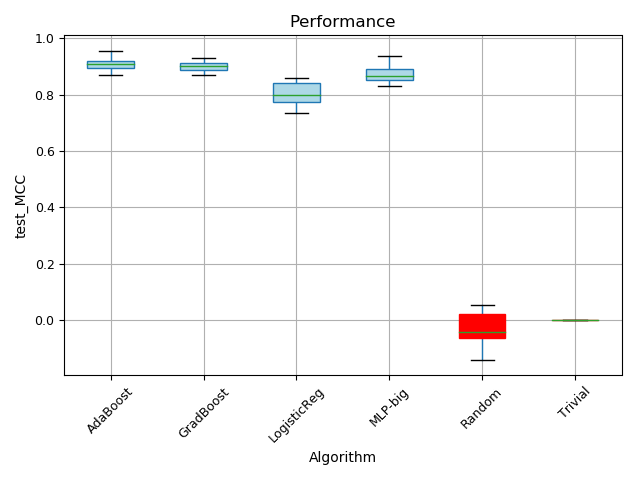 Performance
1.0
0.8
0.6
0.4
0.2
0.0
test_MCC
AdaBoost
GradBoost
LogisticReg
MLP-big
Random
Trivial
Algorithm